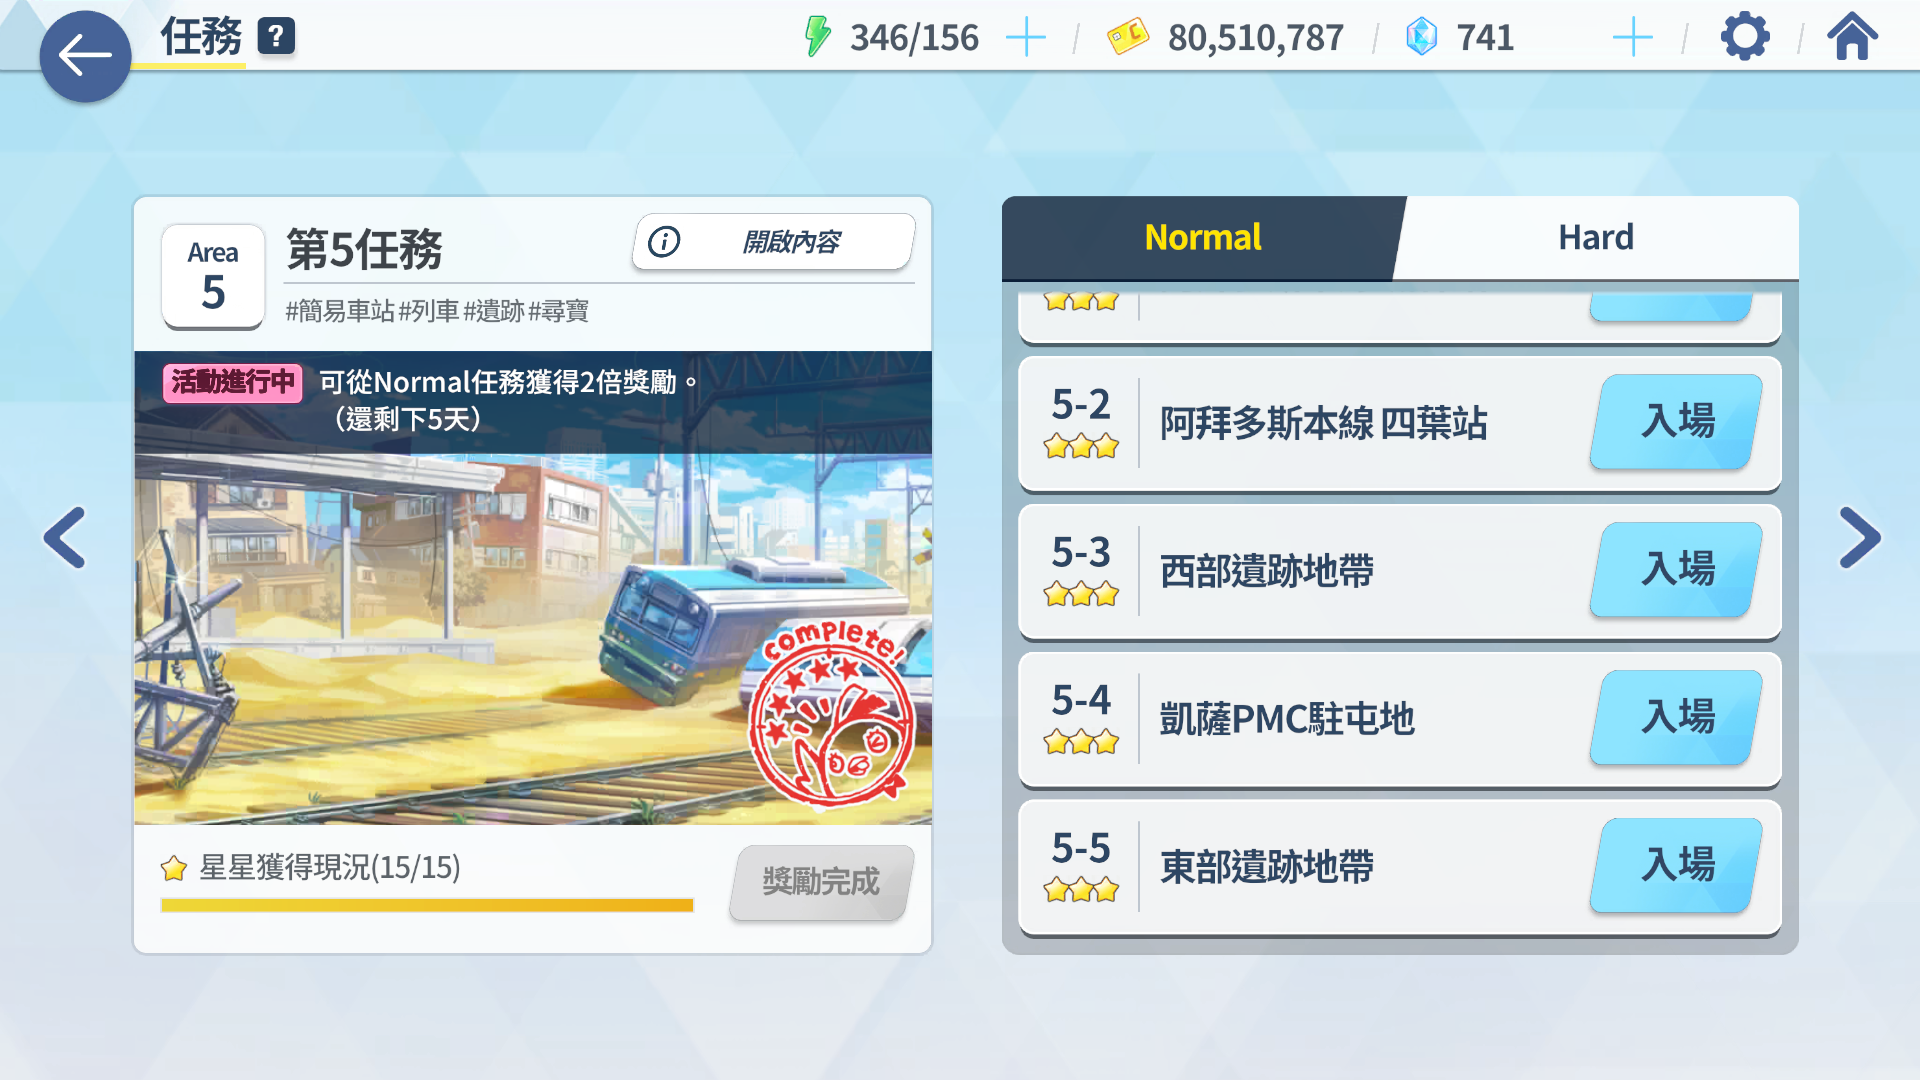 任務 ?
346/156
80,510,787
741
Area
5
第5任務
開啟內容
#簡易車站 #列車 #遺跡 #尋寶
活動進行中 可從Normal任務獲得2倍獎勵。
（還剩下5天）
complete!
星星獲得現況(15/15)
獎勵完成
Normal
Hard
5-2
阿拜多斯本線 四葉站
入場
5-3
西部遺跡地帶
入場
5-4
凱薩PMC駐屯地
入場
5-5
東部遺跡地帶
入場